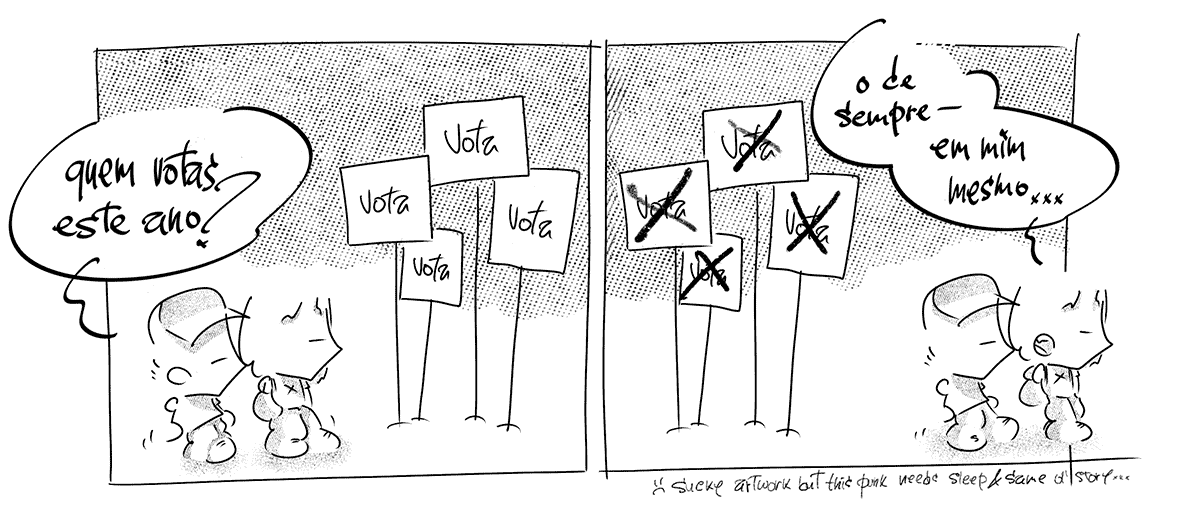 quem votas
este ano?
vota
vota
vota
vota
o de
sempre—
em mim
mesmo...
vota
vota
vota
vota
sucky artwork but this punk needs sleep & same ol' story...